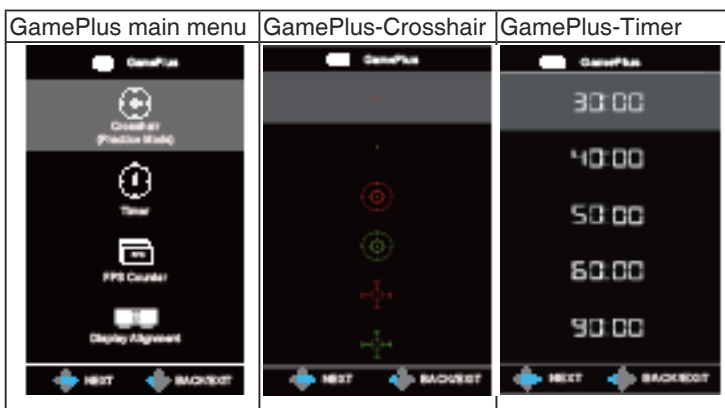 GamePlus main menu
GamePlus-Crosshair
GamePlus-Timer
GamePlus
Crosshair
(Practice Mode)
Timer
FPS
FPS Counter
Display Alignment
NEXT
BACK/EXIT
GamePlus
NEXT
BACK/EXIT
GamePlus
30:00
40:00
50:00
60:00
90:00
NEXT
BACK/EXIT